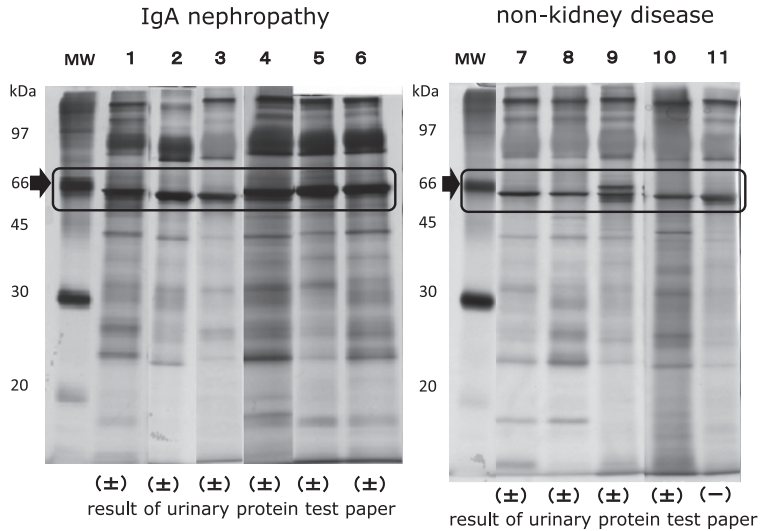 IgA nephropathy
non-kidney disease
MW 1 2 3 4 5 6
MW 7 8 9 10 11
kDa
97
66
45
30
20
kDa
97
66
45
30
20
(±) (±) (±) (±) (±) (±)
result of urinary protein test paper
(±) (±) (±) (±) (−)
result of urinary protein test paper